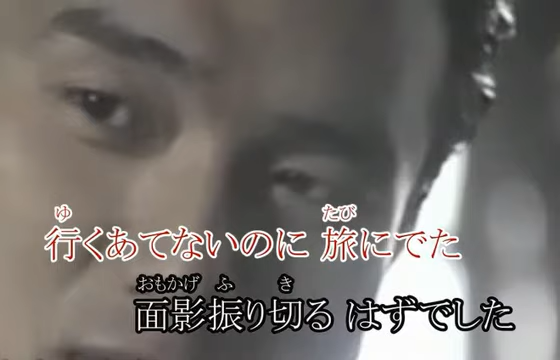 ゆ たび
行くあてないのに 旅にでた
おもかげ ふ き
面影振り切る はずでした